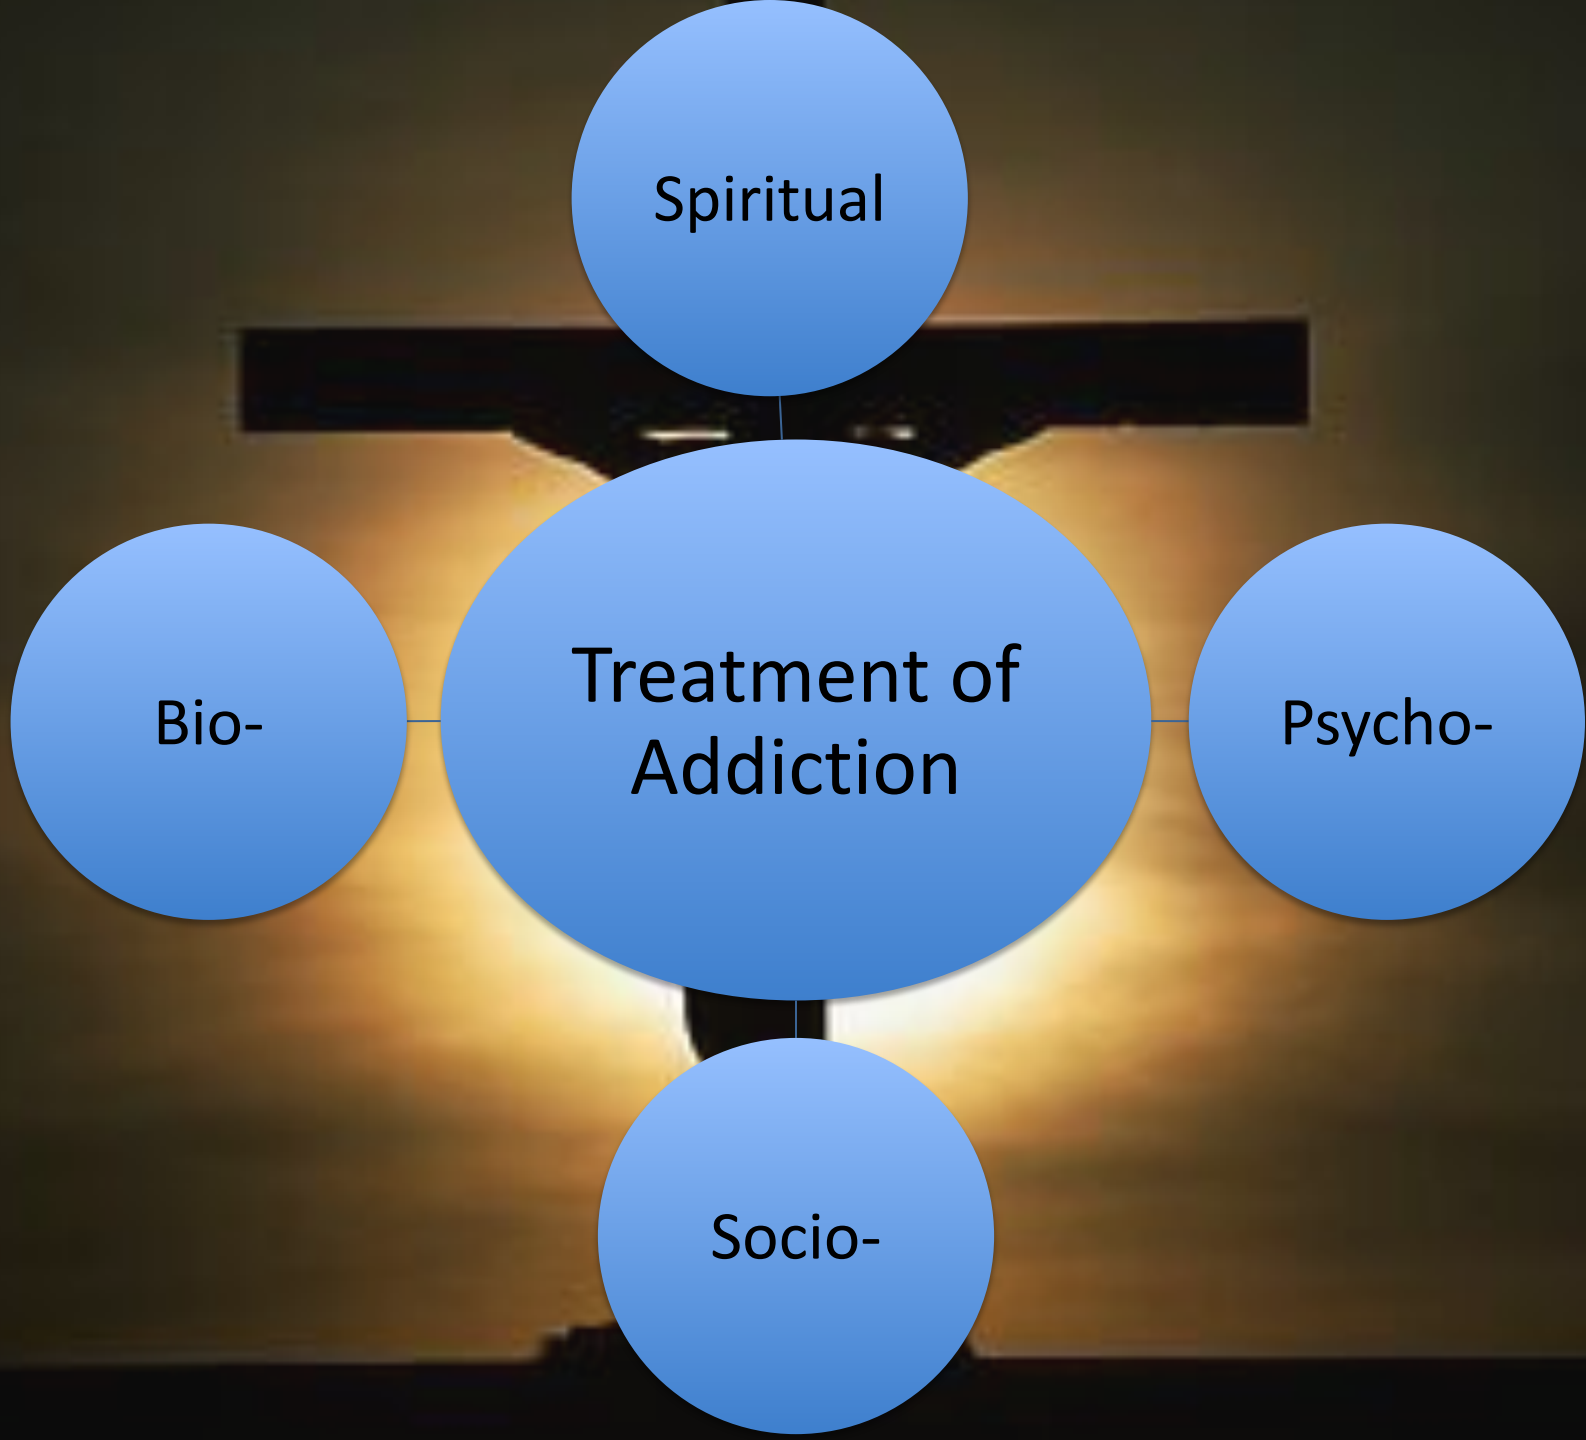 Spiritual
Bio-
Treatment of
Addiction
Psycho-
Socio-